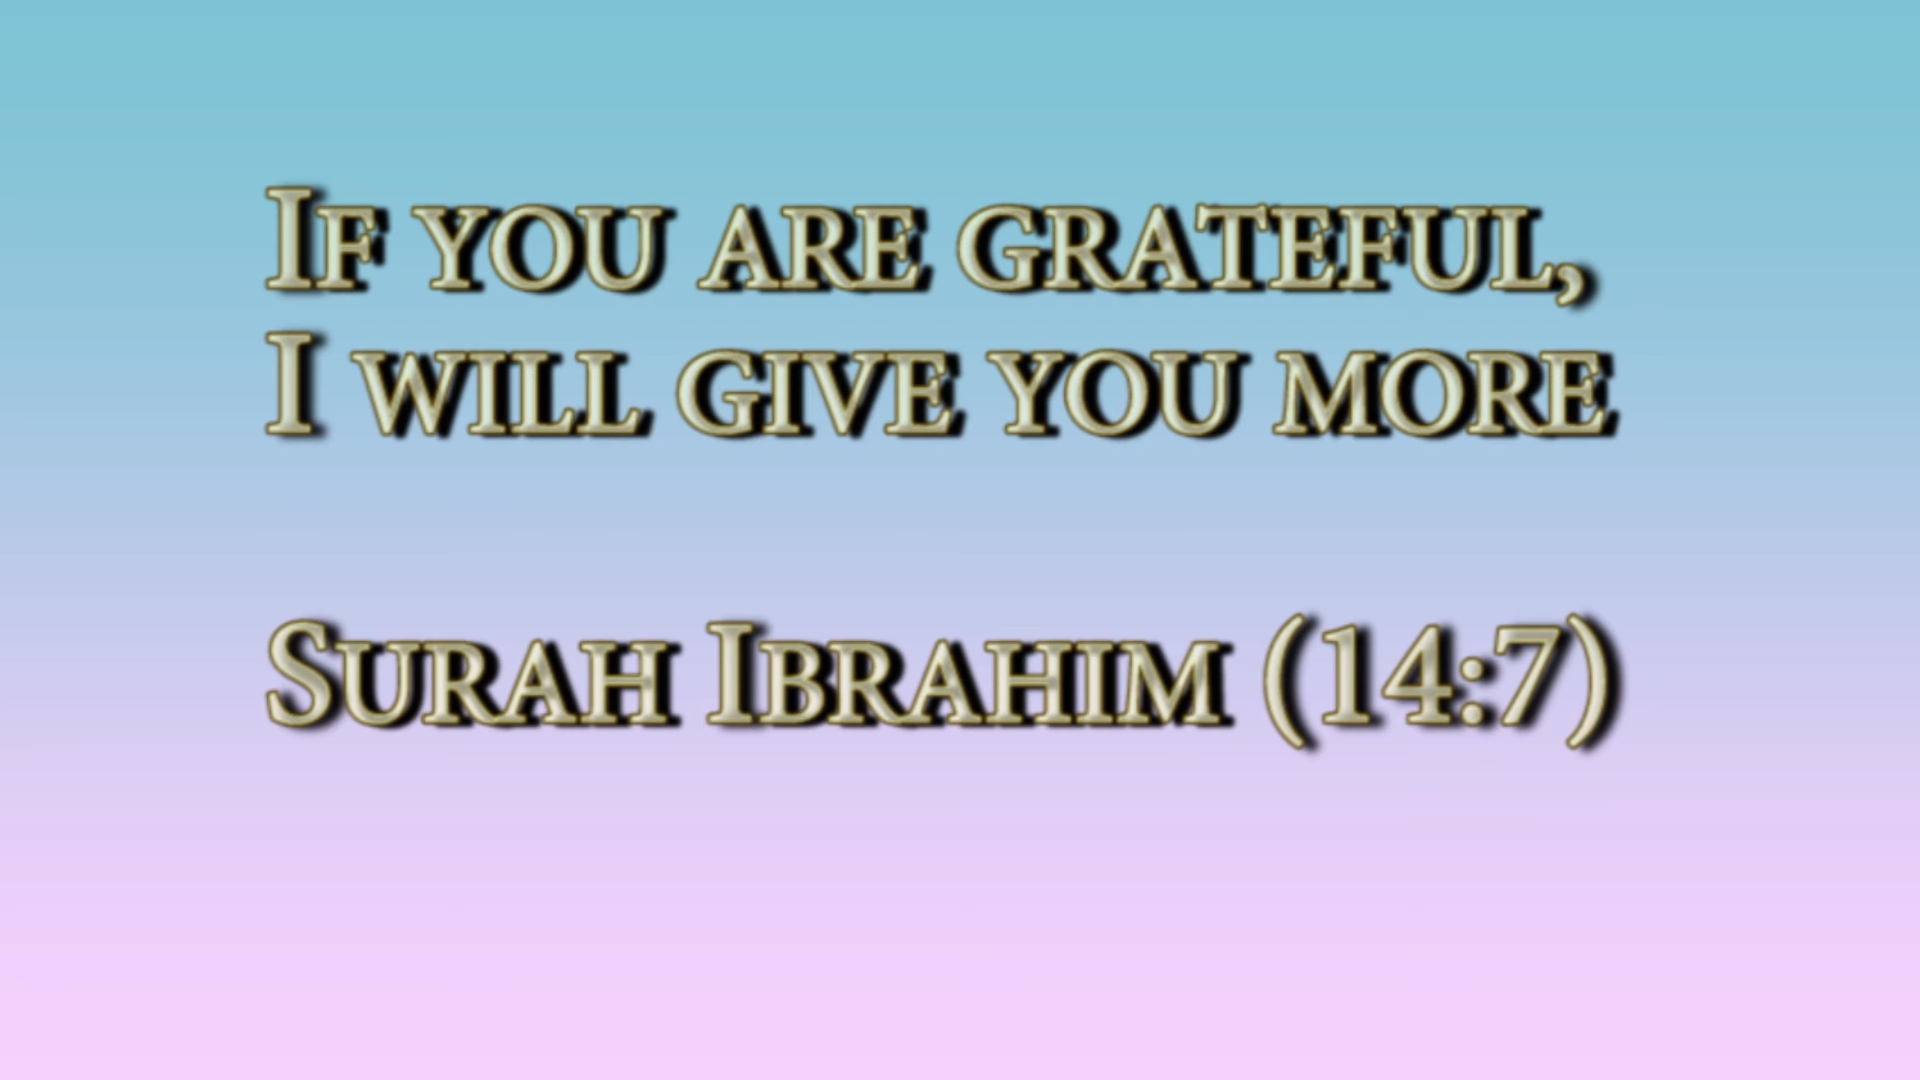 If you are grateful,
I will give you more
Surah Ibrahim (14:7)